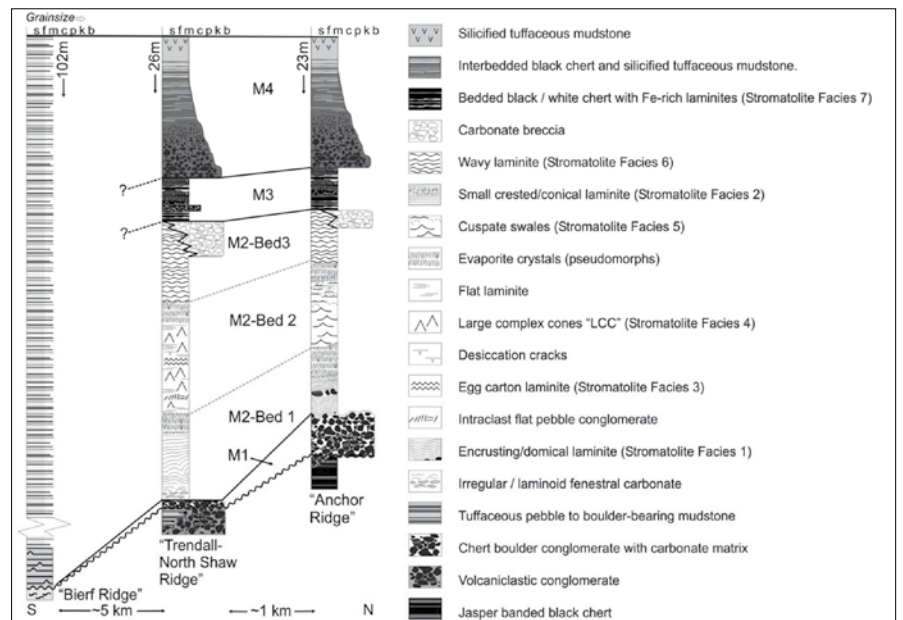 Grainsize
s f m c p k b
s f m c p k b
s f m c p k b
102m
26m
23m
M4
?
M3
?
M2-Bed3
M2-Bed 2
M2-Bed 1
M1
"Anchor
Ridge"
"Trendall-
North Shaw
Ridge"
"Bierf Ridge"
S
~5 km
~1 km
N
Silicified tuffaceous mudstone
Interbedded black chert and silicified tuffaceous mudstone.
Bedded black / white chert with Fe-rich laminites (Stromatolite Facies 7)
Carbonate breccia
Wavy laminite (Stromatolite Facies 6)
Small crested/conical laminite (Stromatolite Facies 2)
Cuspate swales (Stromatolite Facies 5)
Evaporite crystals (pseudomorphs)
Flat laminite
Large complex cones "LCC" (Stromatolite Facies 4)
Desiccation cracks
Egg carton laminite (Stromatolite Facies 3)
Intraclast flat pebble conglomerate
Encrusting/domical laminite (Stromatolite Facies 1)
Irregular / laminoid fenestral carbonate
Tuffaceous pebble to boulder-bearing mudstone
Chert boulder conglomerate with carbonate matrix
Volcaniclastic conglomerate
Jasper banded black chert